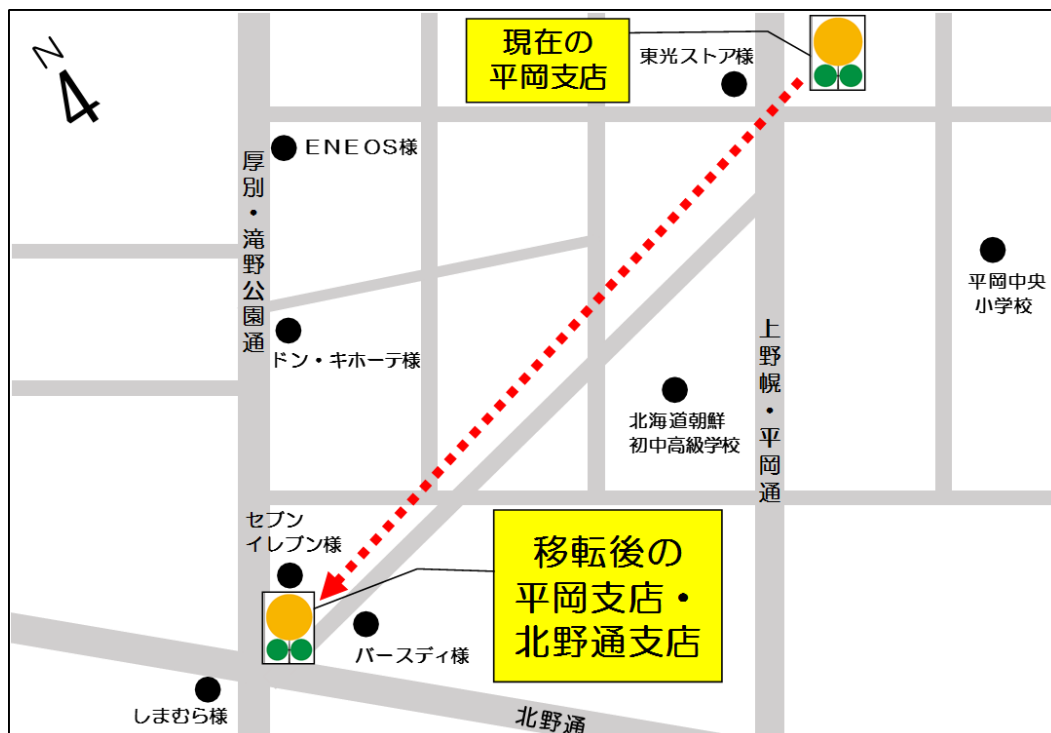 N
現在の
平岡支店
東光ストア様
ENEOS様
厚別・滝野公園通
平岡中央
小学校
ドン・キホーテ様
上野幌・平岡通
北海道朝鮮
初中高級学校
セブン
イレブン様
移転後の
平岡支店・
北野通支店
バースディ様
しまむら様
北野通